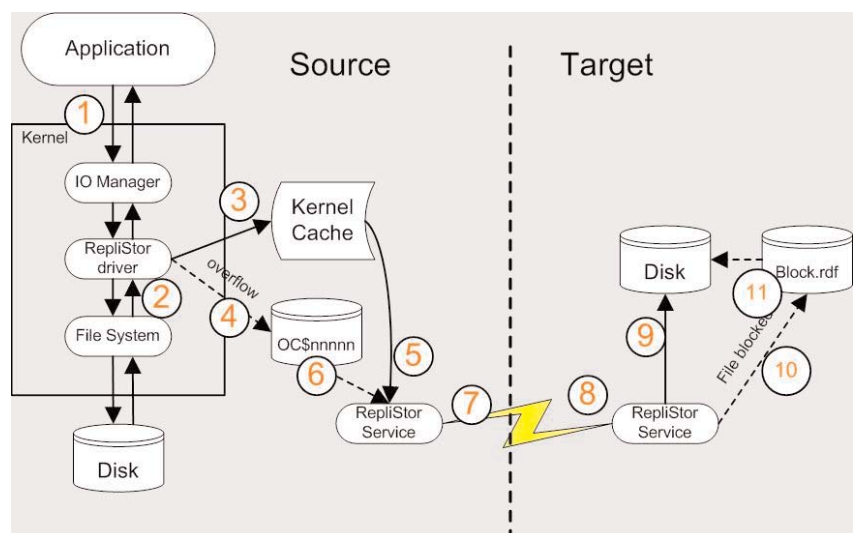 Application
Source
Target
1
Kernel
IO Manager
3
Kernel
Cache
RepliStor
driver
overflow
2
4
Disk
Block.rdf
11
File System
OC$nnnnn
5
9
File blocked
10
6
7
8
RepliStor
Service
RepliStor
Service
Disk